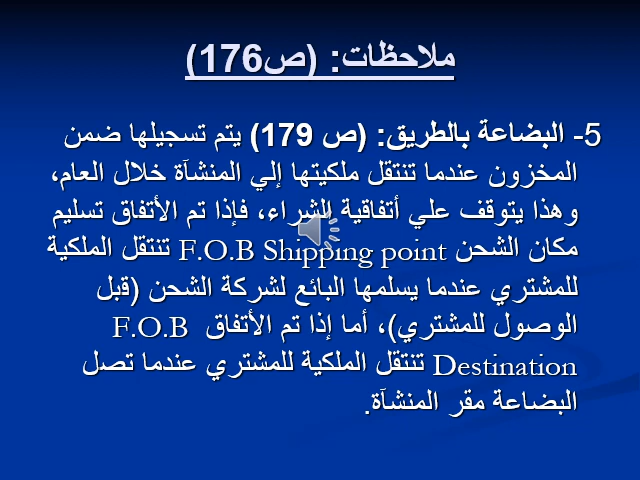 ملاحظات: (ص176)
5- البضاعة بالطريق: (ص 179) يتم تسجيلها ضمن
المخزون عندما تنتقل ملكيتها إلي المنشآة خلال العام،
وهذا يتوقف علي أتفاقية الشراء، فإذا تم الأتفاق تسليم
مكان الشحن F.O.B Shipping point تنتقل الملكية
للمشتري عندما يسلمها البائع لشركة الشحن (قبل
الوصول للمشتري)، أما إذا تم الأتفاق F.O.B
Destination تنتقل الملكية للمشتري عندما تصل
البضاعة مقر المنشآة.